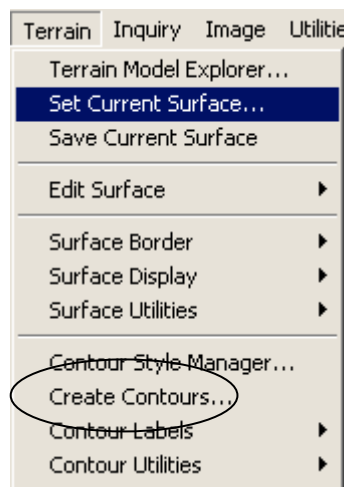 Terrain Inquiry Image Utilitie
Terrain Model Explorer...
Set Current Surface...
Save Current Surface
Edit Surface
Surface Border
Surface Display
Surface Utilities
Contour Style Manager...
Create Contours...
Contour Labels
Contour Utilities